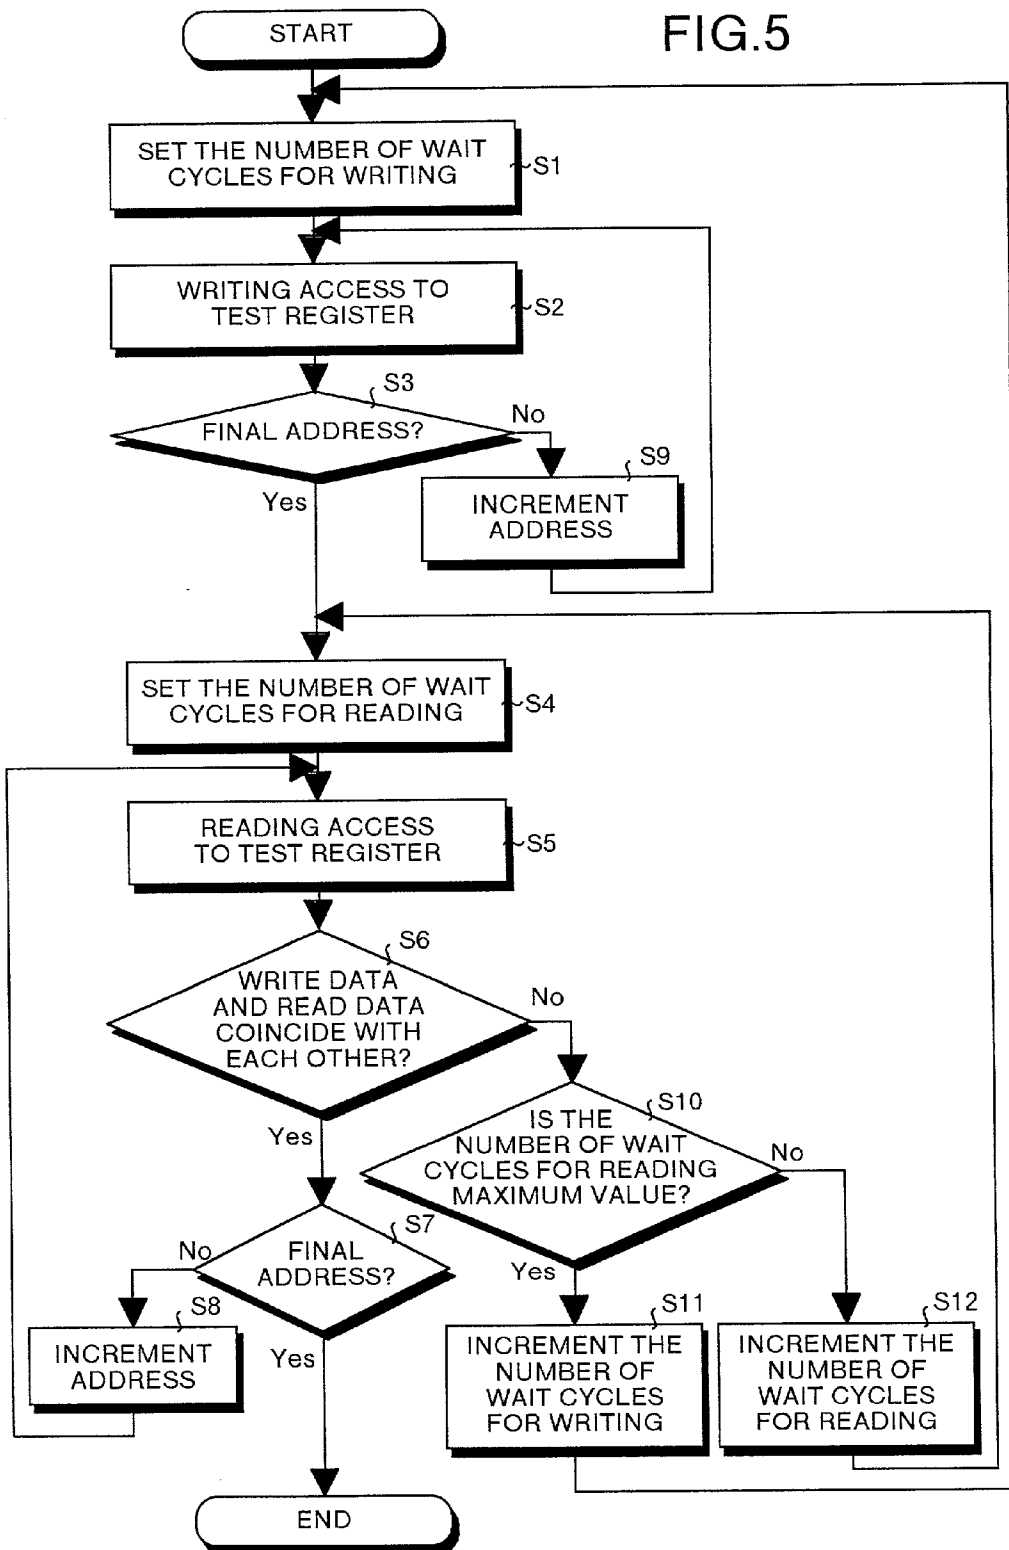 FIG.5
START
SET THE NUMBER OF WAIT
CYCLES FOR WRITING
S1
WRITING ACCESS TO
TEST REGISTER
S2
S3
FINAL ADDRESS?
No
Yes
S9
INCREMENT
ADDRESS
SET THE NUMBER OF WAIT
CYCLES FOR READING
S4
READING ACCESS
TO TEST REGISTER
S5
S6
WRITE DATA
AND READ DATA
COINCIDE WITH
EACH OTHER?
No
Yes
S10
IS THE
NUMBER OF WAIT
CYCLES FOR READING
MAXIMUM VALUE?
No
Yes
S7
FINAL
ADDRESS?
No
Yes
S8
INCREMENT
ADDRESS
S11
INCREMENT THE
NUMBER OF
WAIT CYCLES
FOR WRITING
S12
INCREMENT THE
NUMBER OF
WAIT CYCLES
FOR READING
END